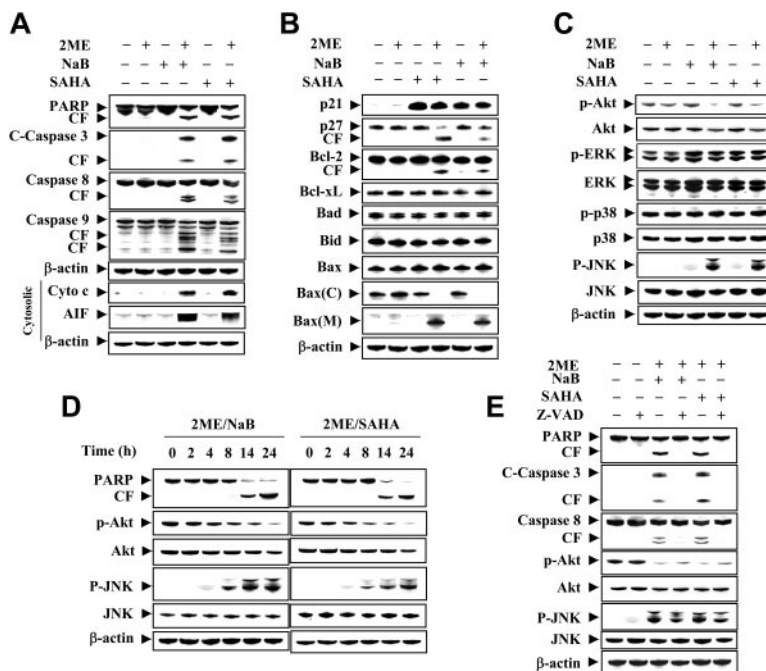 A
2ME − + − + − +
NaB − − + + − −
SAHA − − − − + +
PARP
CF
C-Caspase 3
CF
Caspase 8
CF
Caspase 9
CF
CF
β-actin
Cytosolic
Cyto c
AIF
β-actin
B
2ME − + − + − +
NaB − − − − + +
SAHA − − + + − −
p21
p27
CF
Bcl-2
CF
Bcl-xL
Bad
Bid
Bax
Bax(C)
Bax(M)
β-actin
C
2ME − + − + − +
NaB − − + + − −
SAHA − − − − + +
p-Akt
Akt
p-ERK
ERK
p-p38
p38
P-JNK
JNK
β-actin
D
2ME/NaB 2ME/SAHA
Time (h) 0 2 4 8 14 24 0 2 4 8 14 24
PARP
CF
p-Akt
Akt
P-JNK
JNK
β-actin
E
2ME − − + + + +
NaB − − + + − −
SAHA − − − − + +
Z-VAD − + − + − +
PARP
CF
C-Caspase 3
CF
Caspase 8
CF
p-Akt
Akt
P-JNK
JNK
β-actin